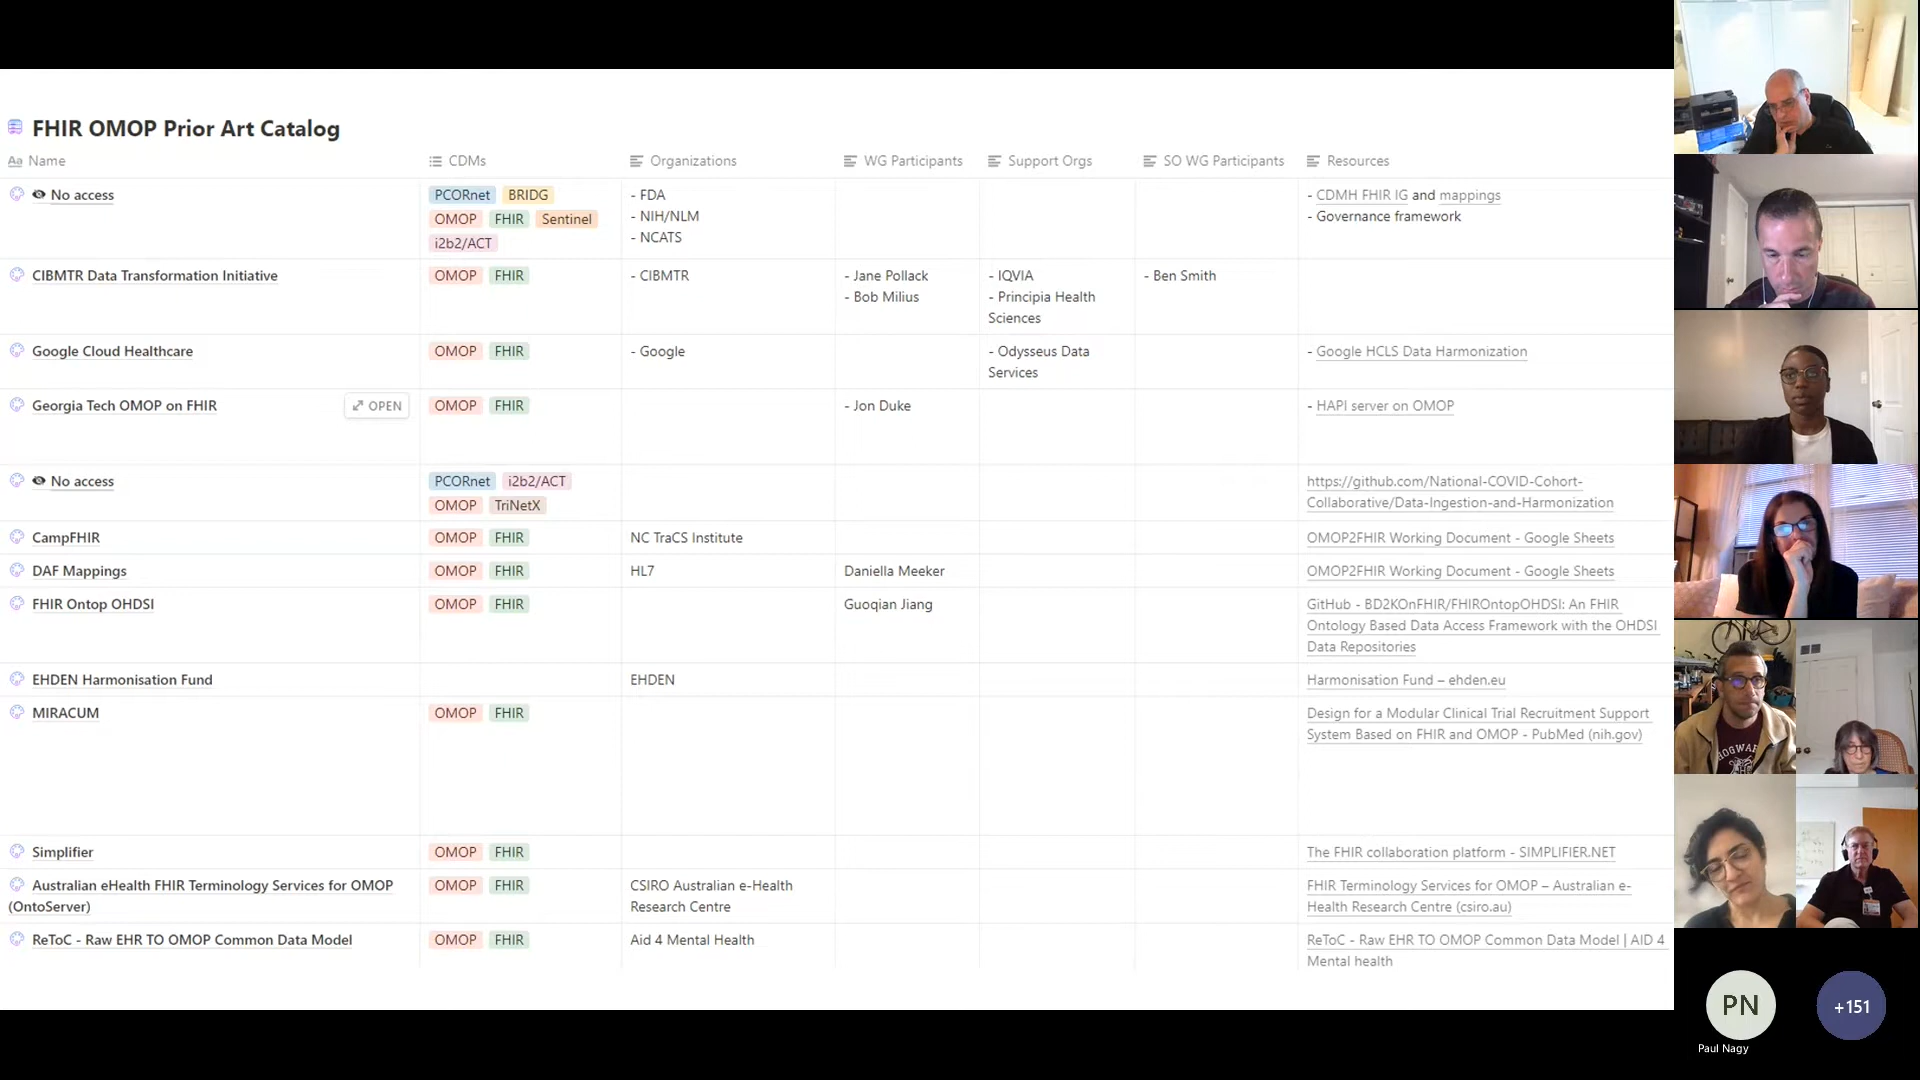 FHIR OMOP Prior Art Catalog
Aa Name CDMs Organizations WG Participants Support Orgs SO WG Participants Resources
No access PCORnet BRIDG - FDA - CDMH FHIR IG and mappings
OMOP FHIR Sentinel - NIH/NLM - Governance framework
i2b2/ACT - NCATS
CIBMTR Data Transformation Initiative OMOP FHIR - CIBMTR - Jane Pollack - IQVIA - Ben Smith
- Bob Milius - Principia Health
Sciences
Google Cloud Healthcare OMOP FHIR - Google - Odysseus Data - Google HCLS Data Harmonization
Services
Georgia Tech OMOP on FHIR OPEN OMOP FHIR - Jon Duke - HAPI server on OMOP
No access PCORnet i2b2/ACT https://github.com/National-COVID-Cohort-
OMOP TriNetX Collaborative/Data-Ingestion-and-Harmonization
CampFHIR OMOP FHIR NC TraCS Institute OMOP2FHIR Working Document - Google Sheets
DAF Mappings OMOP FHIR HL7 Daniella Meeker OMOP2FHIR Working Document - Google Sheets
FHIR Ontop OHDSI OMOP FHIR Guoqian Jiang GitHub - BD2KOnFHIR/FHIROntopOHDSI: An FHIR
Ontology Based Data Access Framework with the OHDSI
Data Repositories
EHDEN Harmonisation Fund EHDEN Harmonisation Fund – ehden.eu
MIRACUM OMOP FHIR Design for a Modular Clinical Trial Recruitment Support
System Based on FHIR and OMOP - PubMed (nih.gov)
Simplifier OMOP FHIR The FHIR collaboration platform - SIMPLIFIER.NET
Australian eHealth FHIR Terminology Services for OMOP OMOP FHIR CSIRO Australian e-Health FHIR Terminology Services for OMOP – Australian e-
(OntoServer) Research Centre Health Research Centre (csiro.au)
ReToC - Raw EHR TO OMOP Common Data Model OMOP FHIR Aid 4 Mental Health ReToC - Raw EHR TO OMOP Common Data Model | AID 4
Mental health
PN +151
Paul Nagy